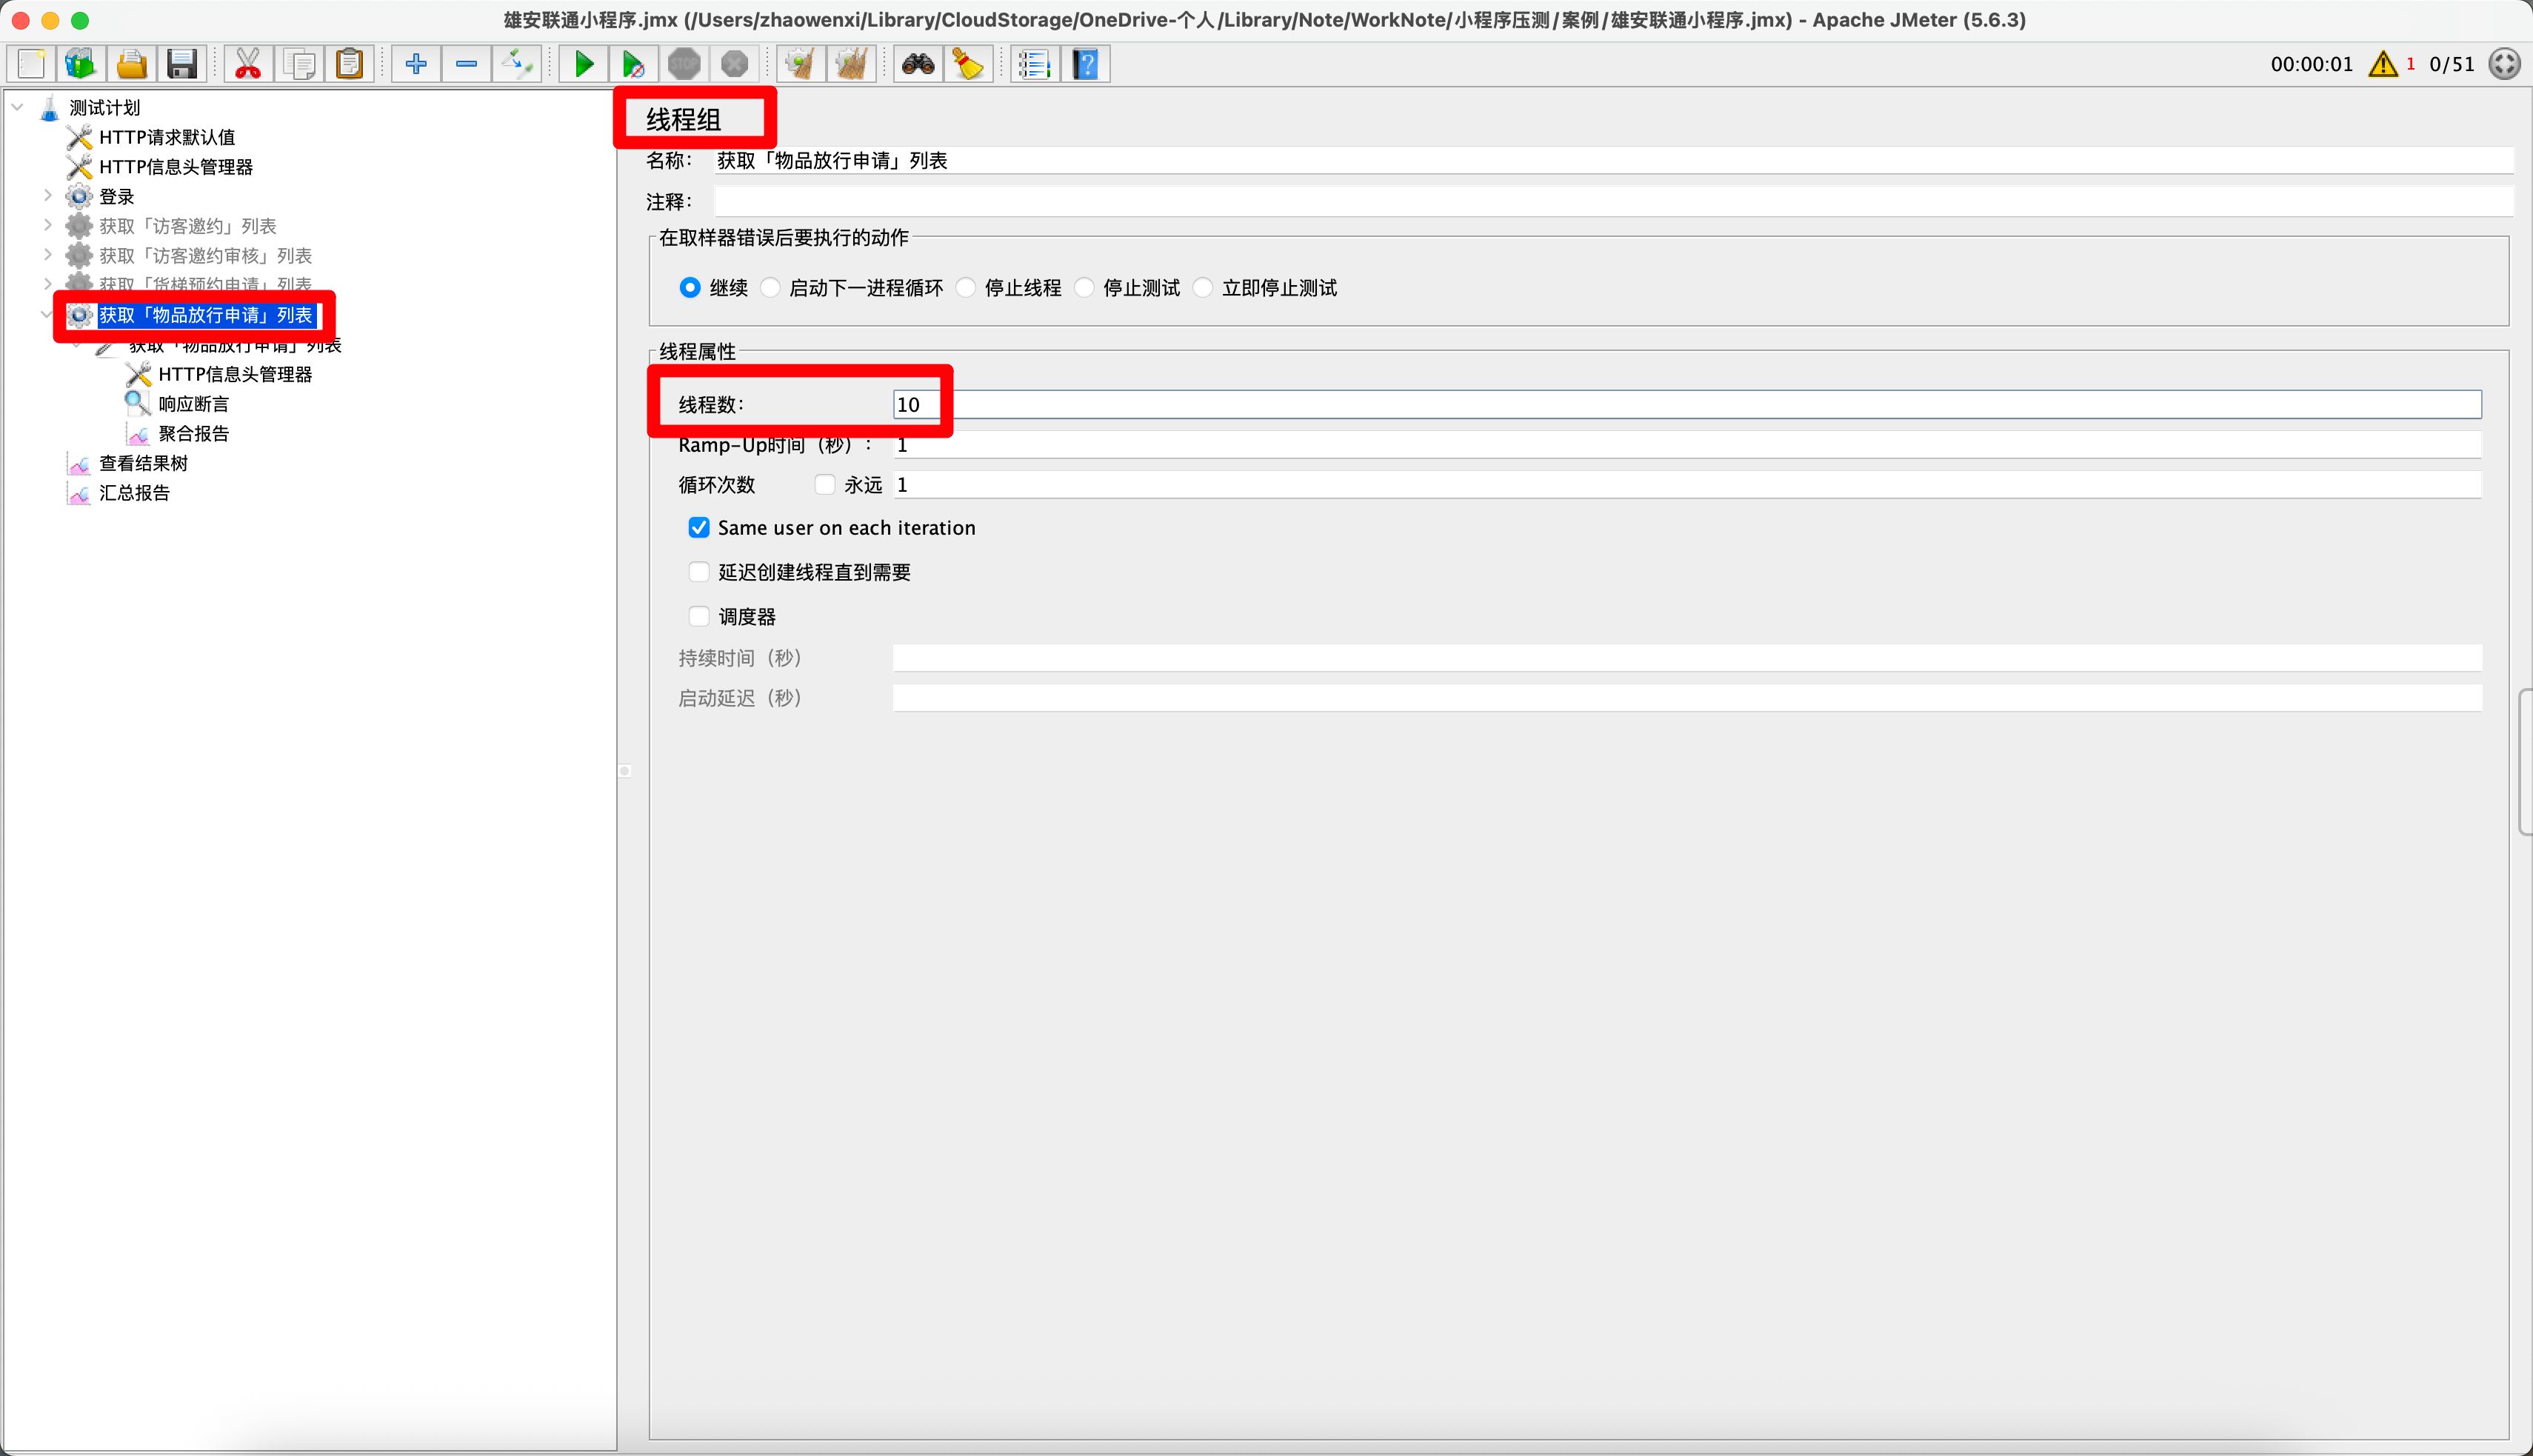 雄安联通小程序.jmx (/Users/zhaowenxi/Library/CloudStorage/OneDrive-个人/Library/Note/WorkNote/小程序压测/案例/雄安联通小程序.jmx) - Apache JMeter (5.6.3)
STOP
00:00:01
1
0/51
测试计划
HTTP请求默认值
HTTP信息头管理器
登录
获取「访客邀约」列表
获取「访客邀约审核」列表
获取「货梯预约申请」列表
获取「物品放行申请」列表
获取「物品放行申请」列表
HTTP信息头管理器
响应断言
聚合报告
查看结果树
汇总报告
线程组
名称： 获取「物品放行申请」列表
注释：
在取样器错误后要执行的动作
继续 启动下一进程循环 停止线程 停止测试 立即停止测试
线程属性
线程数： 10
Ramp-Up时间（秒）： 1
循环次数 永远 1
Same user on each iteration
延迟创建线程直到需要
调度器
持续时间（秒）
启动延迟（秒）